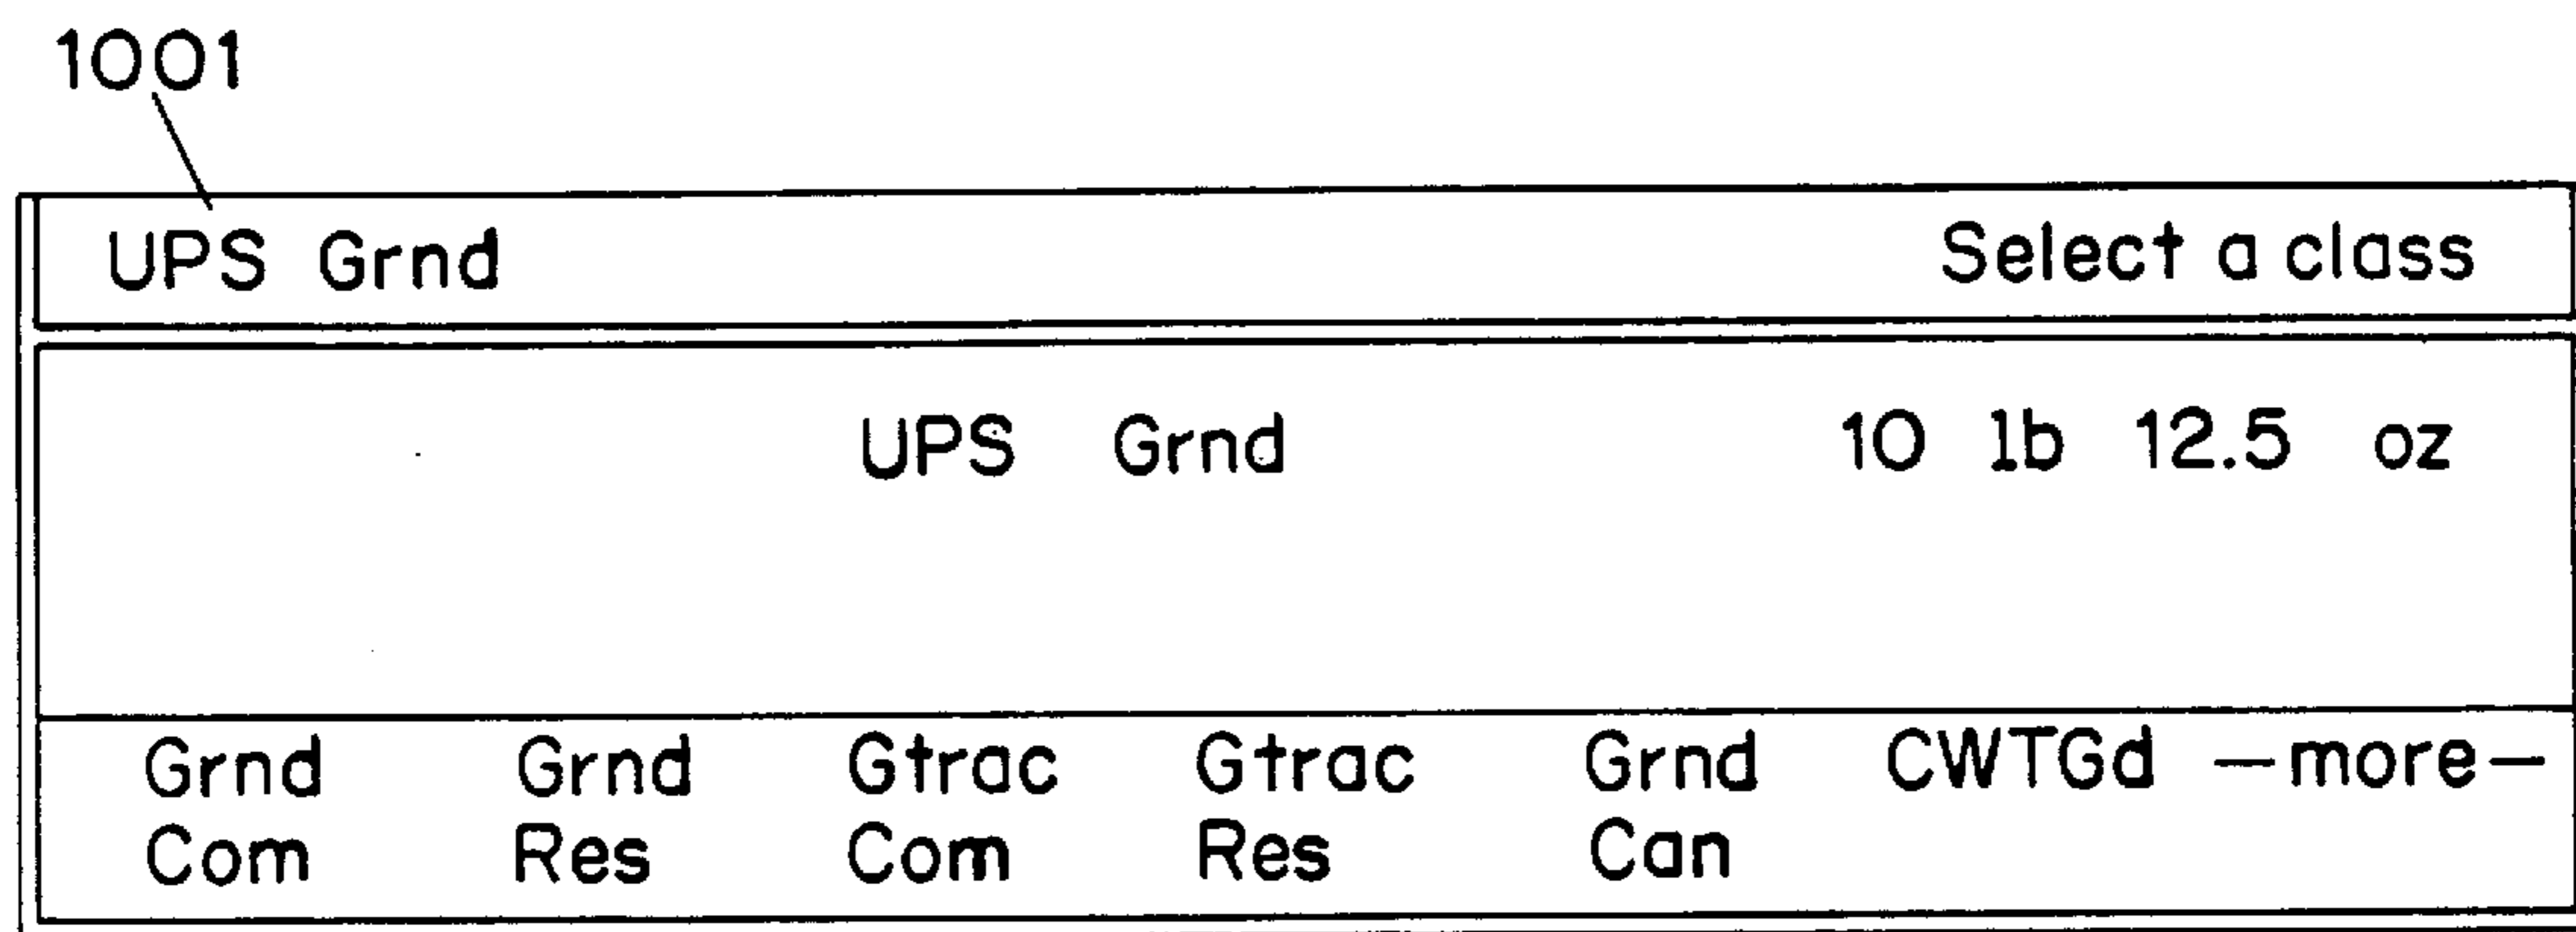 1001
UPS Grnd Select a class
UPS Grnd 10 lb 12.5 oz
Grnd Grnd Gtrac Gtrac Grnd CWTGd —more—
Com Res Com Res Can